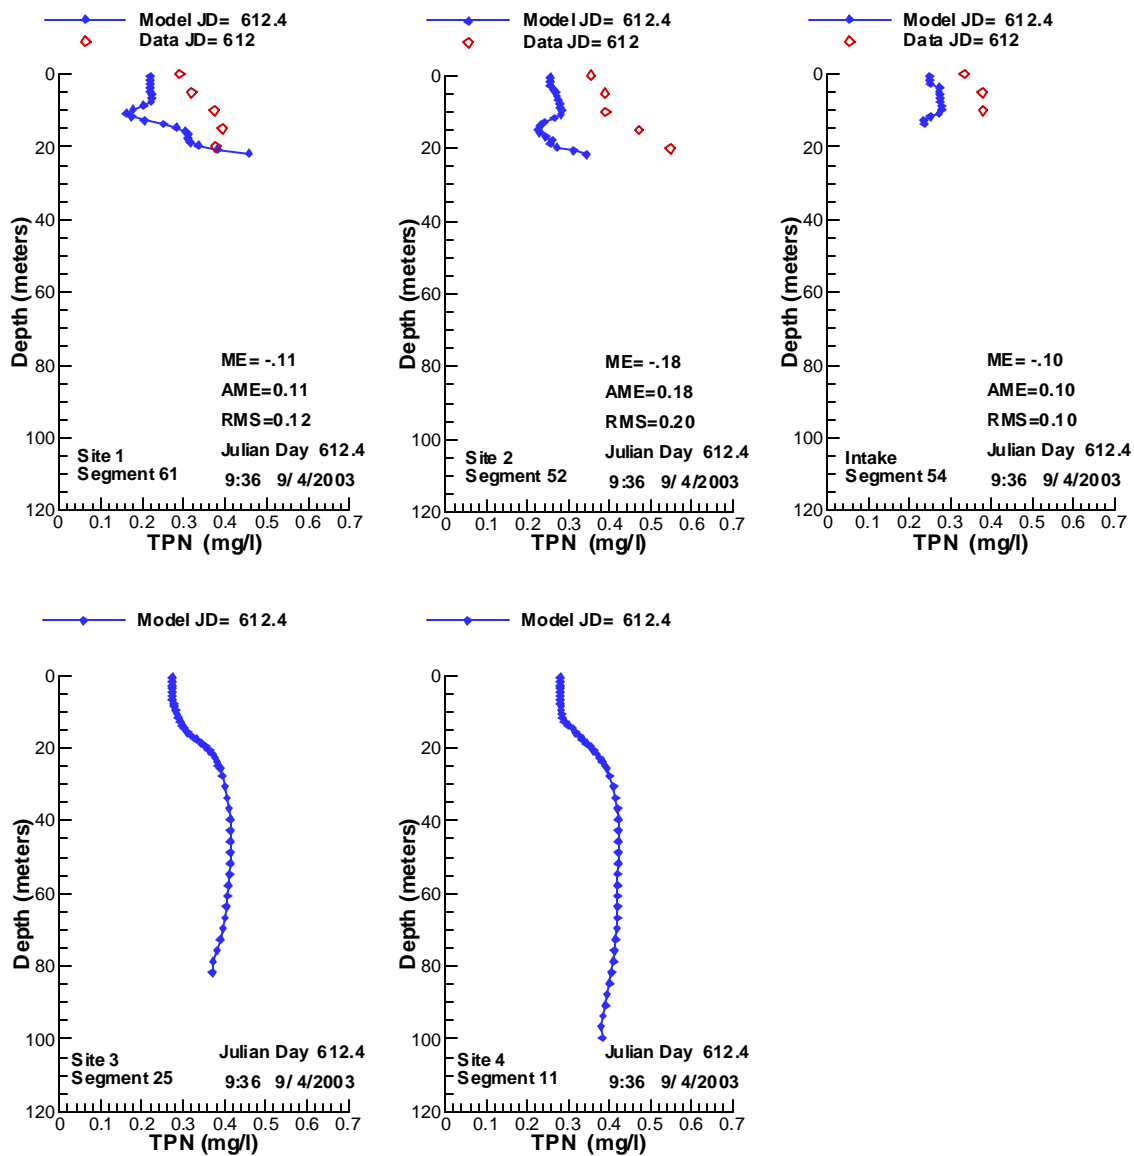 Model JD= 612.4
Data JD= 612
0
20
40
60
80
100
120
Depth (meters)
ME= -.11
AME=0.11
RMS=0.12
Julian Day 612.4
9:36 9/4/2003
Site 1
Segment 61
0 0.1 0.2 0.3 0.4 0.5 0.6 0.7
TPN (mg/l)
Model JD= 612.4
Data JD= 612
0
20
40
60
80
100
120
Depth (meters)
ME= -.18
AME=0.18
RMS=0.20
Julian Day 612.4
9:36 9/4/2003
Site 2
Segment 52
0 0.1 0.2 0.3 0.4 0.5 0.6 0.7
TPN (mg/l)
Model JD= 612.4
Data JD= 612
0
20
40
60
80
100
120
Depth (meters)
ME= -.10
AME=0.10
RMS=0.10
Julian Day 612.4
9:36 9/4/2003
Intake
Segment 54
0 0.1 0.2 0.3 0.4 0.5 0.6 0.7
TPN (mg/l)
Model JD= 612.4
0
20
40
60
80
100
120
Depth (meters)
Julian Day 612.4
9:36 9/4/2003
Site 3
Segment 25
0 0.1 0.2 0.3 0.4 0.5 0.6 0.7
TPN (mg/l)
Model JD= 612.4
0
20
40
60
80
100
120
Depth (meters)
Julian Day 612.4
9:36 9/4/2003
Site 4
Segment 11
0 0.1 0.2 0.3 0.4 0.5 0.6 0.7
TPN (mg/l)